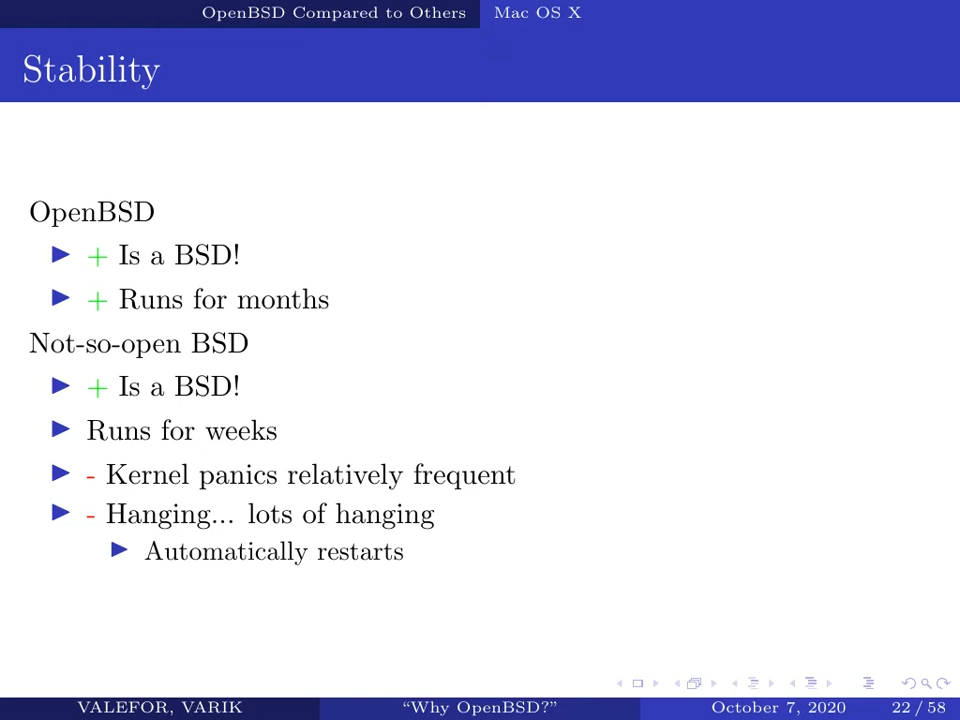 OpenBSD Compared to Others Mac OS X
Stability
OpenBSD
+ Is a BSD!
+ Runs for months
Not-so-open BSD
+ Is a BSD!
Runs for weeks
- Kernel panics relatively frequent
- Hanging... lots of hanging
Automatically restarts
VALEFOR, VARIK “Why OpenBSD?” October 7, 2020 22 / 58